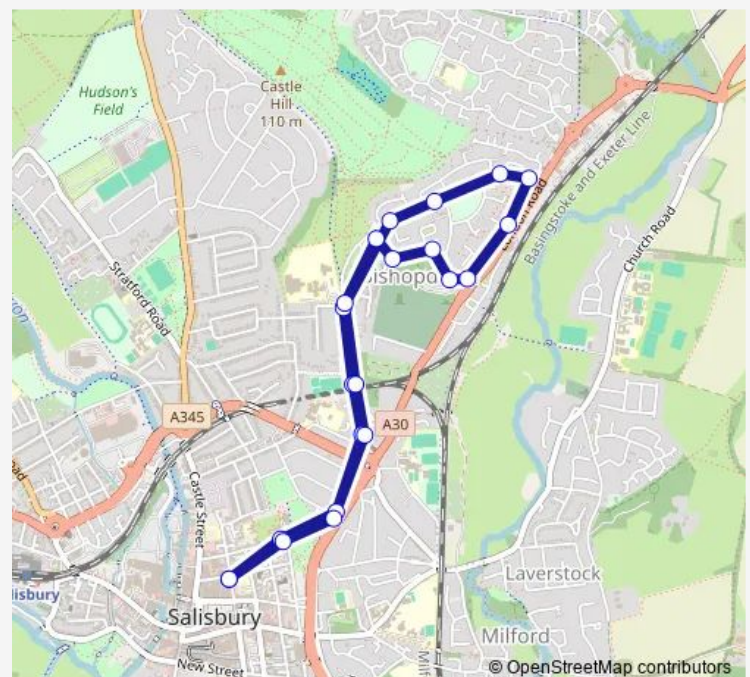 Hudson's
Field
Castle
Hill
110 m
Basingstoke and Exeter Line
Church Road
Stratford Road
A345
A30
Castle Street
Laverstock
Salisbury
Milford
New Street
© OpenStreetMap contributors